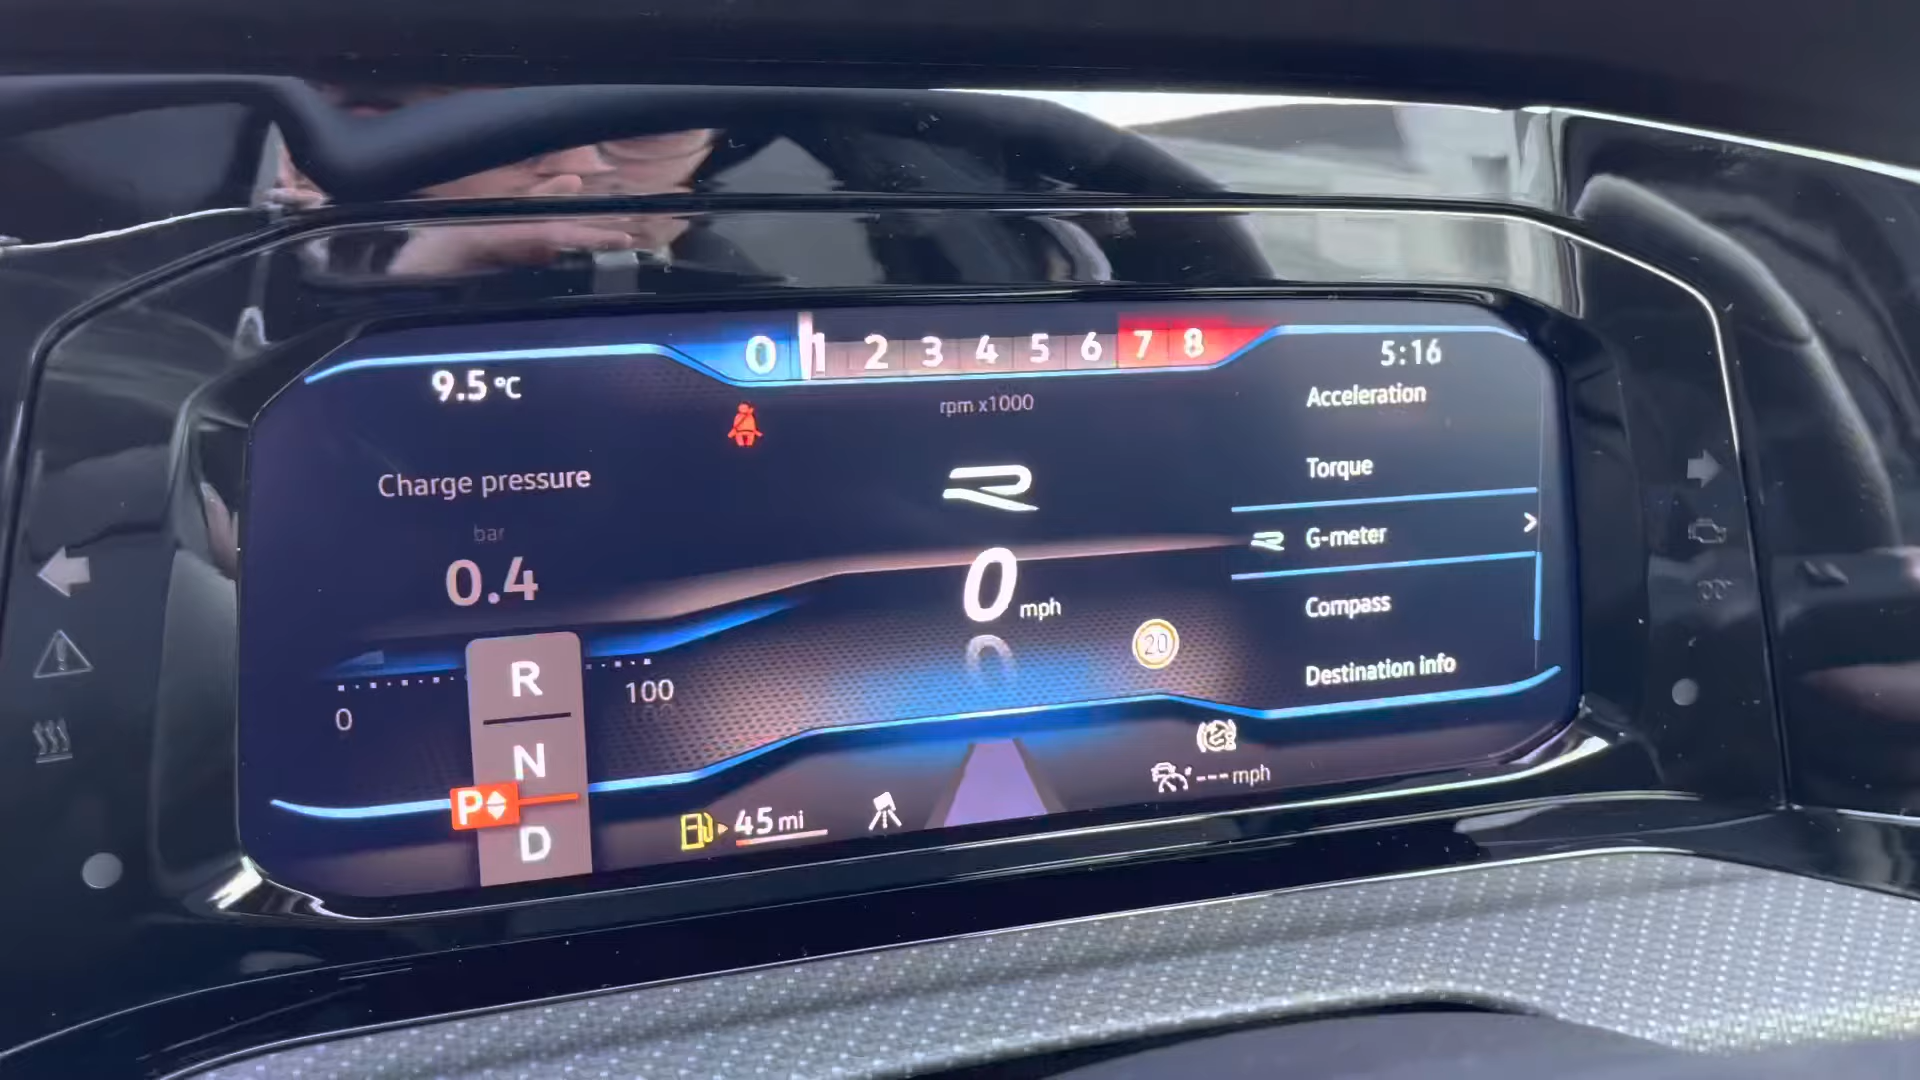 0 1 2 3 4 5 6 7 8
rpm x1000
9.5 °C
5:16
Charge pressure
bar
0.4
0
100
R
N
P
D
R
0 mph
20
45 mi
--- mph
Acceleration
Torque
G-meter
Compass
Destination info